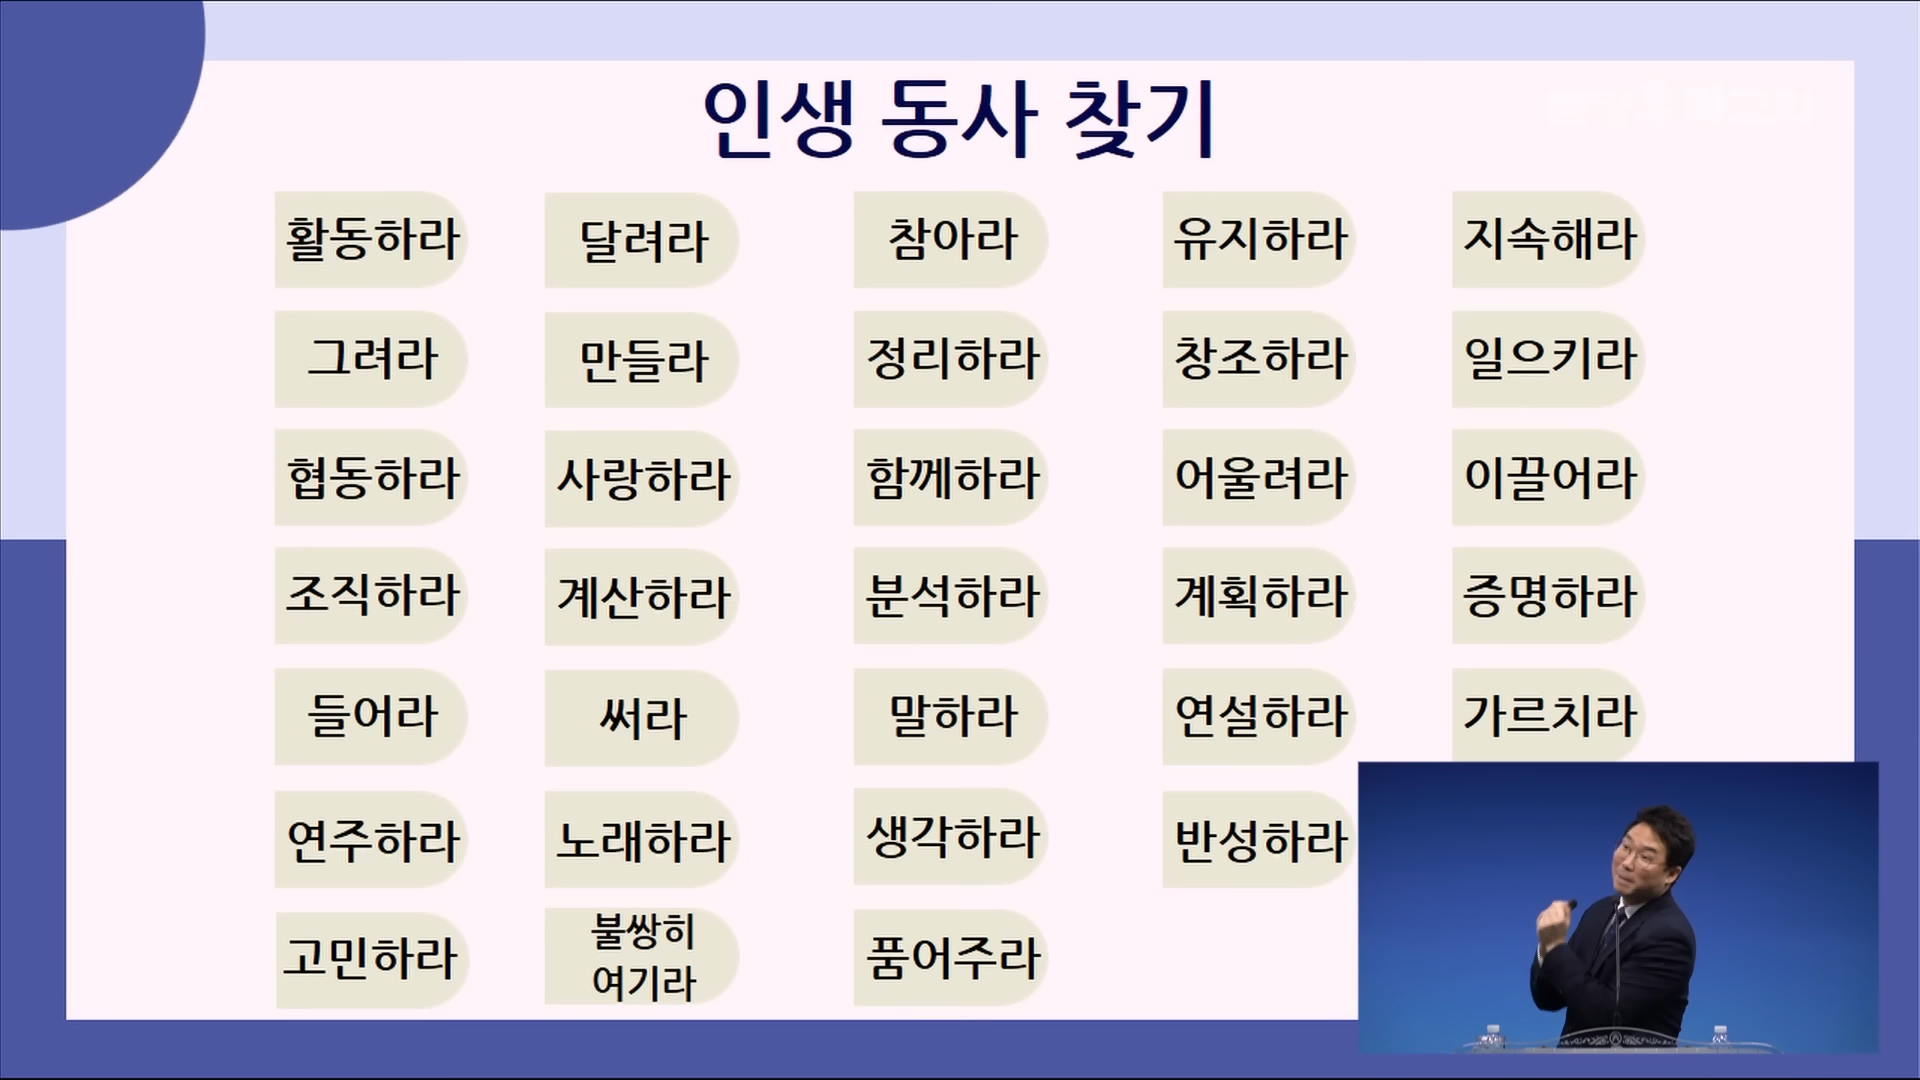 인생 동사 찾기
활동하라 달려라 참아라 유지하라 지속해라
그려라 만들라 정리하라 창조하라 일으키라
협동하라 사랑하라 함께하라 어울려라 이끌어라
조직하라 계산하라 분석하라 계획하라 증명하라
들어라 써라 말하라 연설하라 가르치라
연주하라 노래하라 생각하라 반성하라
고민하라 불쌍히 품어주라
여기라